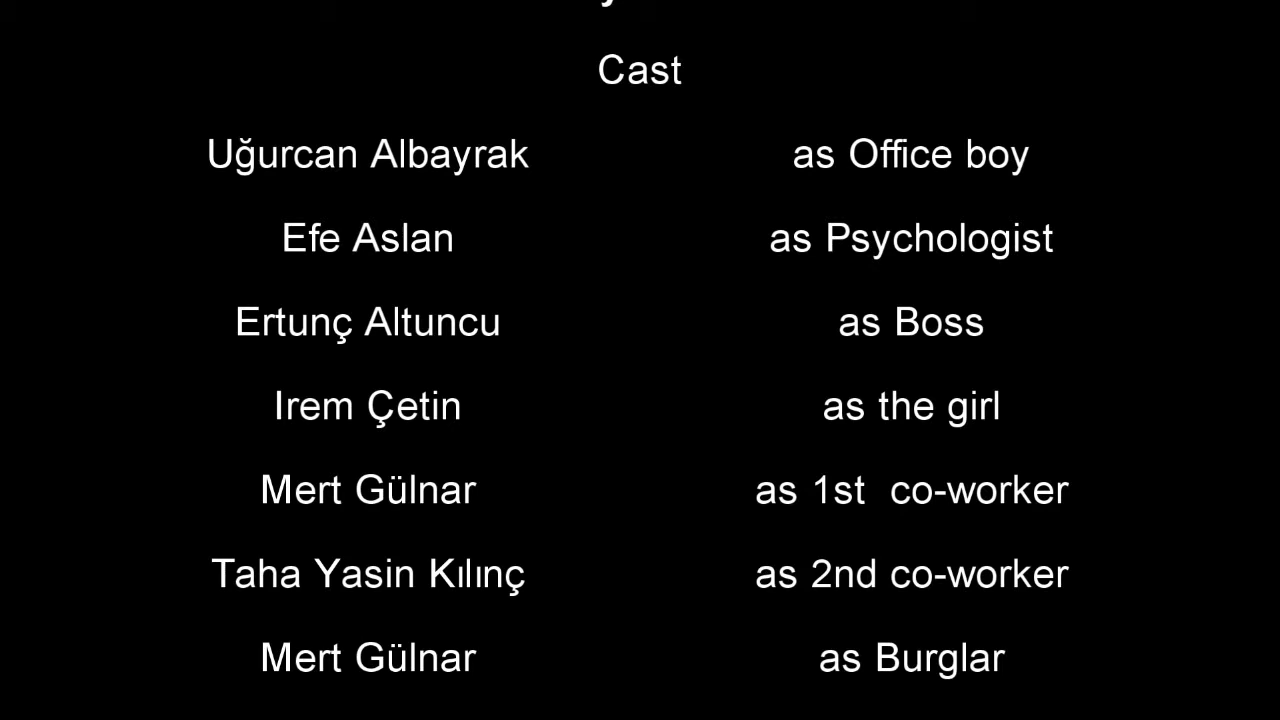 Cast
Uğurcan Albayrak as Office boy
Efe Aslan as Psychologist
Ertunç Altuncu as Boss
Irem Çetin as the girl
Mert Gülnar as 1st  co-worker
Taha Yasin Kılınç as 2nd co-worker
Mert Gülnar as Burglar